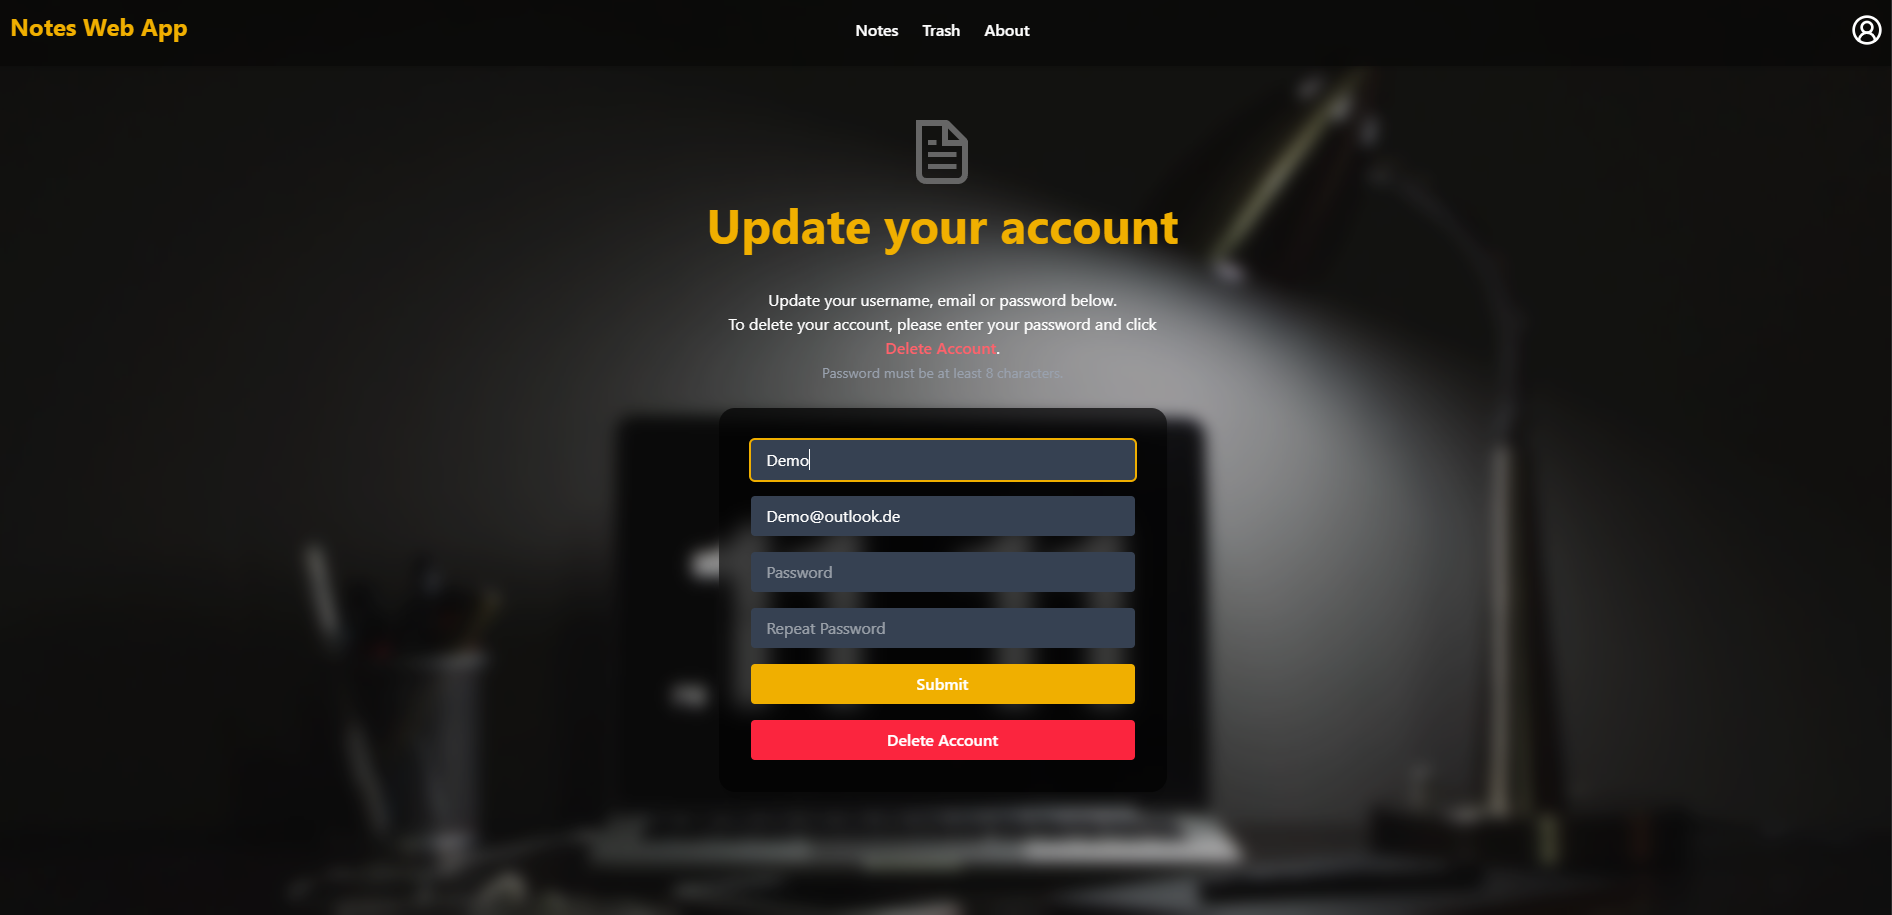 Notes Web App
Notes Trash About
Update your account
Update your username, email or password below.
To delete your account, please enter your password and click
Delete Account.
Password must be at least 8 characters.
Demo
Demo@outlook.de
Password
Repeat Password
Submit
Delete Account